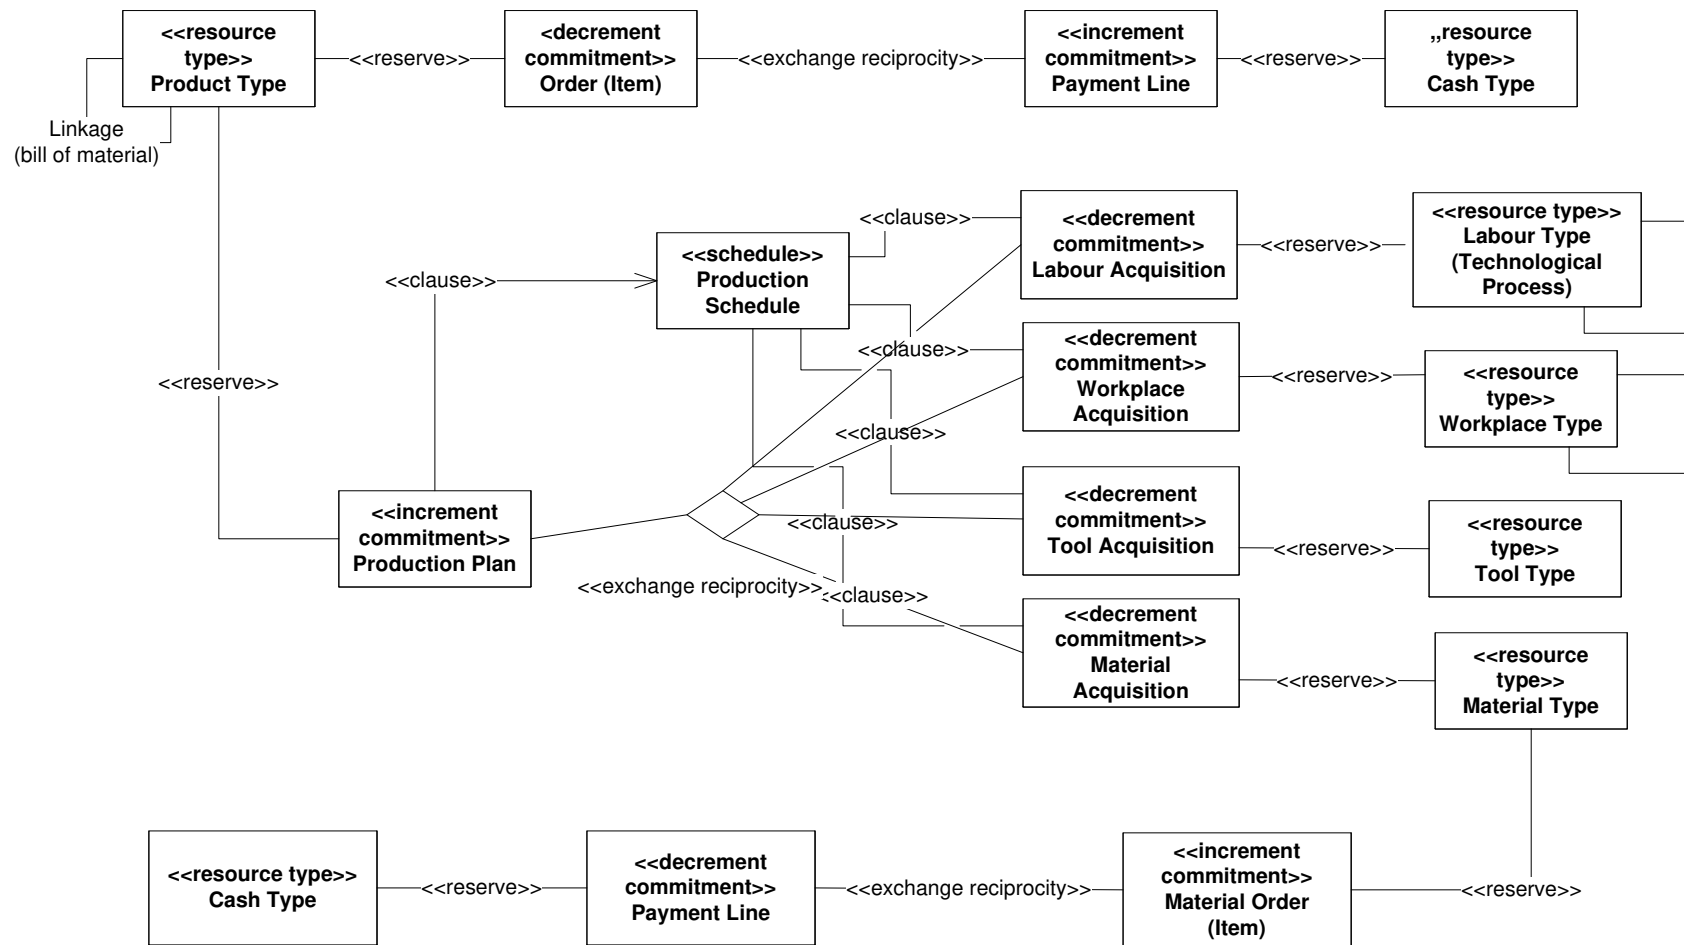 <<resource
type>>
Product Type
<<reserve>>
<decrement
commitment>>
Order (Item)
<<exchange reciprocity>>
<<increment
commitment>>
Payment Line
<<reserve>>
„resource
type>>
Cash Type
Linkage
(bill of material)
<<clause>>
<<decrement
commitment>>
Labour Acquisition
<<reserve>>
<<resource type>>
Labour Type
(Technological
Process)
<<schedule>>
Production
Schedule
<<clause>>
<<clause>>
<<decrement
commitment>>
Workplace
Acquisition
<<reserve>>
<<resource
type>>
Workplace Type
<<reserve>>
<<clause>>
<<increment
commitment>>
Production Plan
<<clause>>
<<decrement
commitment>>
Tool Acquisition
<<reserve>>
<<resource
type>>
Tool Type
<<exchange reciprocity>>
<<clause>>
<<decrement
commitment>>
Material
Acquisition
<<reserve>>
<<resource
type>>
Material Type
<<resource type>>
Cash Type
<<reserve>>
<<decrement
commitment>>
Payment Line
<<exchange reciprocity>>
<<increment
commitment>>
Material Order
(Item)
<<reserve>>